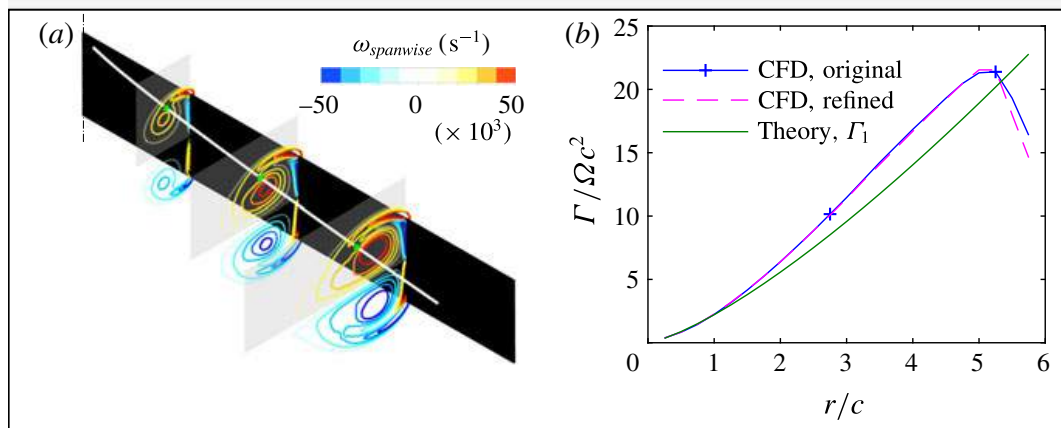 (a)
ω_spanwise (s⁻¹)
−50 0 50
(× 10³)
(b)
25
20
15
10
5
0
Γ/Ωc²
CFD, original
CFD, refined
Theory, Γ₁
1 2 3 4 5 6
r/c